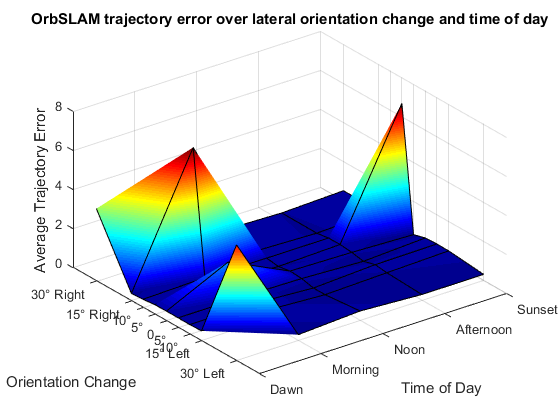 OrbSLAM trajectory error over lateral orientation change and time of day
Average Trajectory Error
8
6
4
2
0
30° Right
15° Right
10°
5°
0°
5°
10°
15° Left
30° Left
Orientation Change
Dawn
Morning
Noon
Afternoon
Sunset
Time of Day